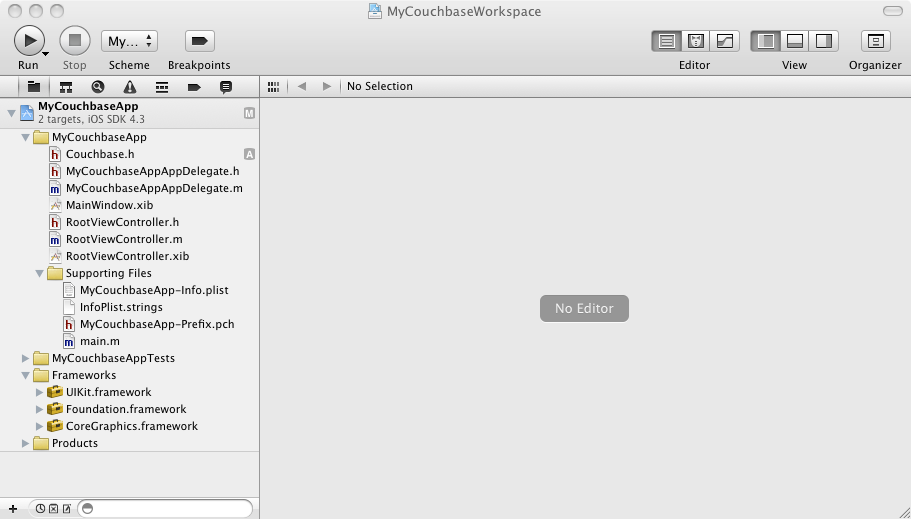 MyCouchbaseWorkspace
My...
Run
Stop
Scheme
Breakpoints
Editor
View
Organizer
No Selection
MyCouchbaseApp
M
2 targets, iOS SDK 4.3
MyCouchbaseApp
h Couchbase.h
A
h MyCouchbaseAppAppDelegate.h
m MyCouchbaseAppAppDelegate.m
MainWindow.xib
h RootViewController.h
m RootViewController.m
RootViewController.xib
Supporting Files
MyCouchbaseApp-Info.plist
InfoPlist.strings
h MyCouchbaseApp-Prefix.pch
m main.m
MyCouchbaseAppTests
Frameworks
UIKit.framework
Foundation.framework
CoreGraphics.framework
Products
No Editor